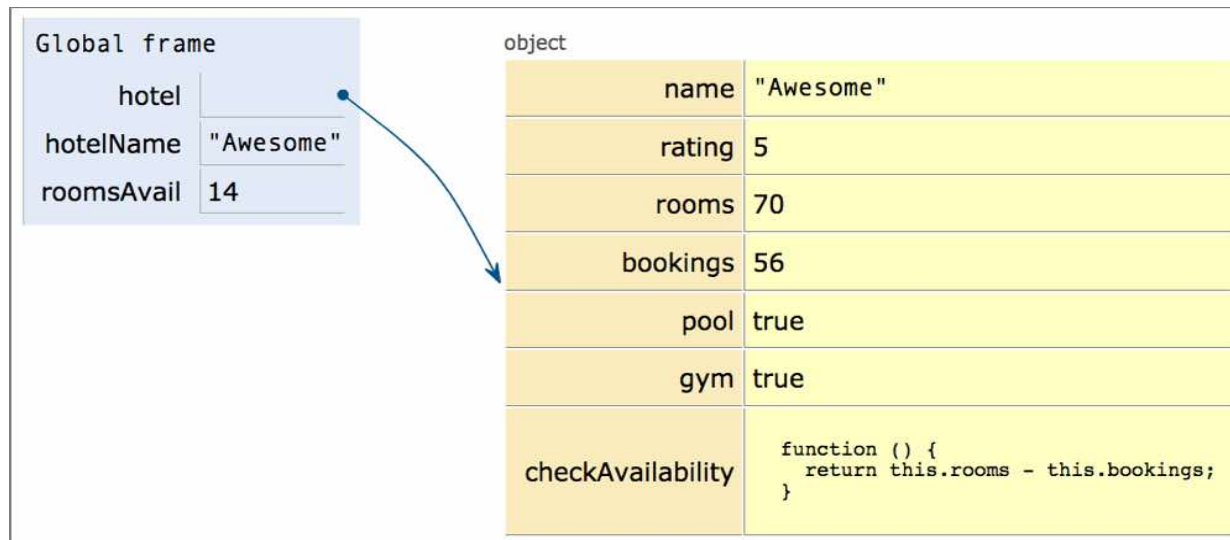 Global frame
hotel
hotelName "Awesome"
roomsAvail 14
object
name "Awesome"
rating 5
rooms 70
bookings 56
pool true
gym true
checkAvailability
function () {
return this.rooms - this.bookings;
}